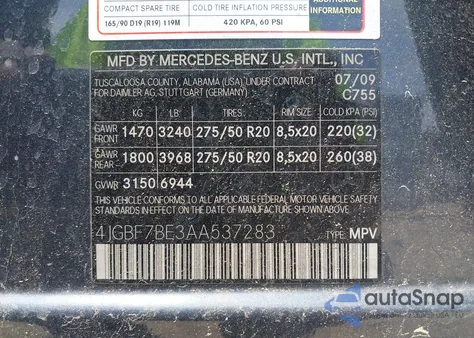 COMPACT SPARE TIRE COLD TIRE INFLATION PRESSURE ADDITIONAL
165/90 D19 (R19) 119M 420 KPA, 60 PSI INFORMATION
MFD BY MERCEDES-BENZ U.S. INTL., INC
TUSCALOOSA COUNTY, ALABAMA (USA) UNDER CONTRACT 07/09
FOR DAIMLER AG, STUTTGART (GERMANY) C755
KG LB TIRES RIM SIZE COLD KPA (PSI)
GAWR FRONT 1470 3240 275/50 R20 8,5x20 220(32)
GAWR REAR 1800 3968 275/50 R20 8,5x20 260(38)
GVWR 3150 6944
THIS VEHICLE CONFORMS TO ALL APPLICABLE FEDERAL MOTOR VEHICLE SAFETY
STANDARDS IN EFFECT ON THE DATE OF MANUFACTURE SHOWN ABOVE.
4JGBF7BE3AA537283 TYPE: MPV
autoSnap